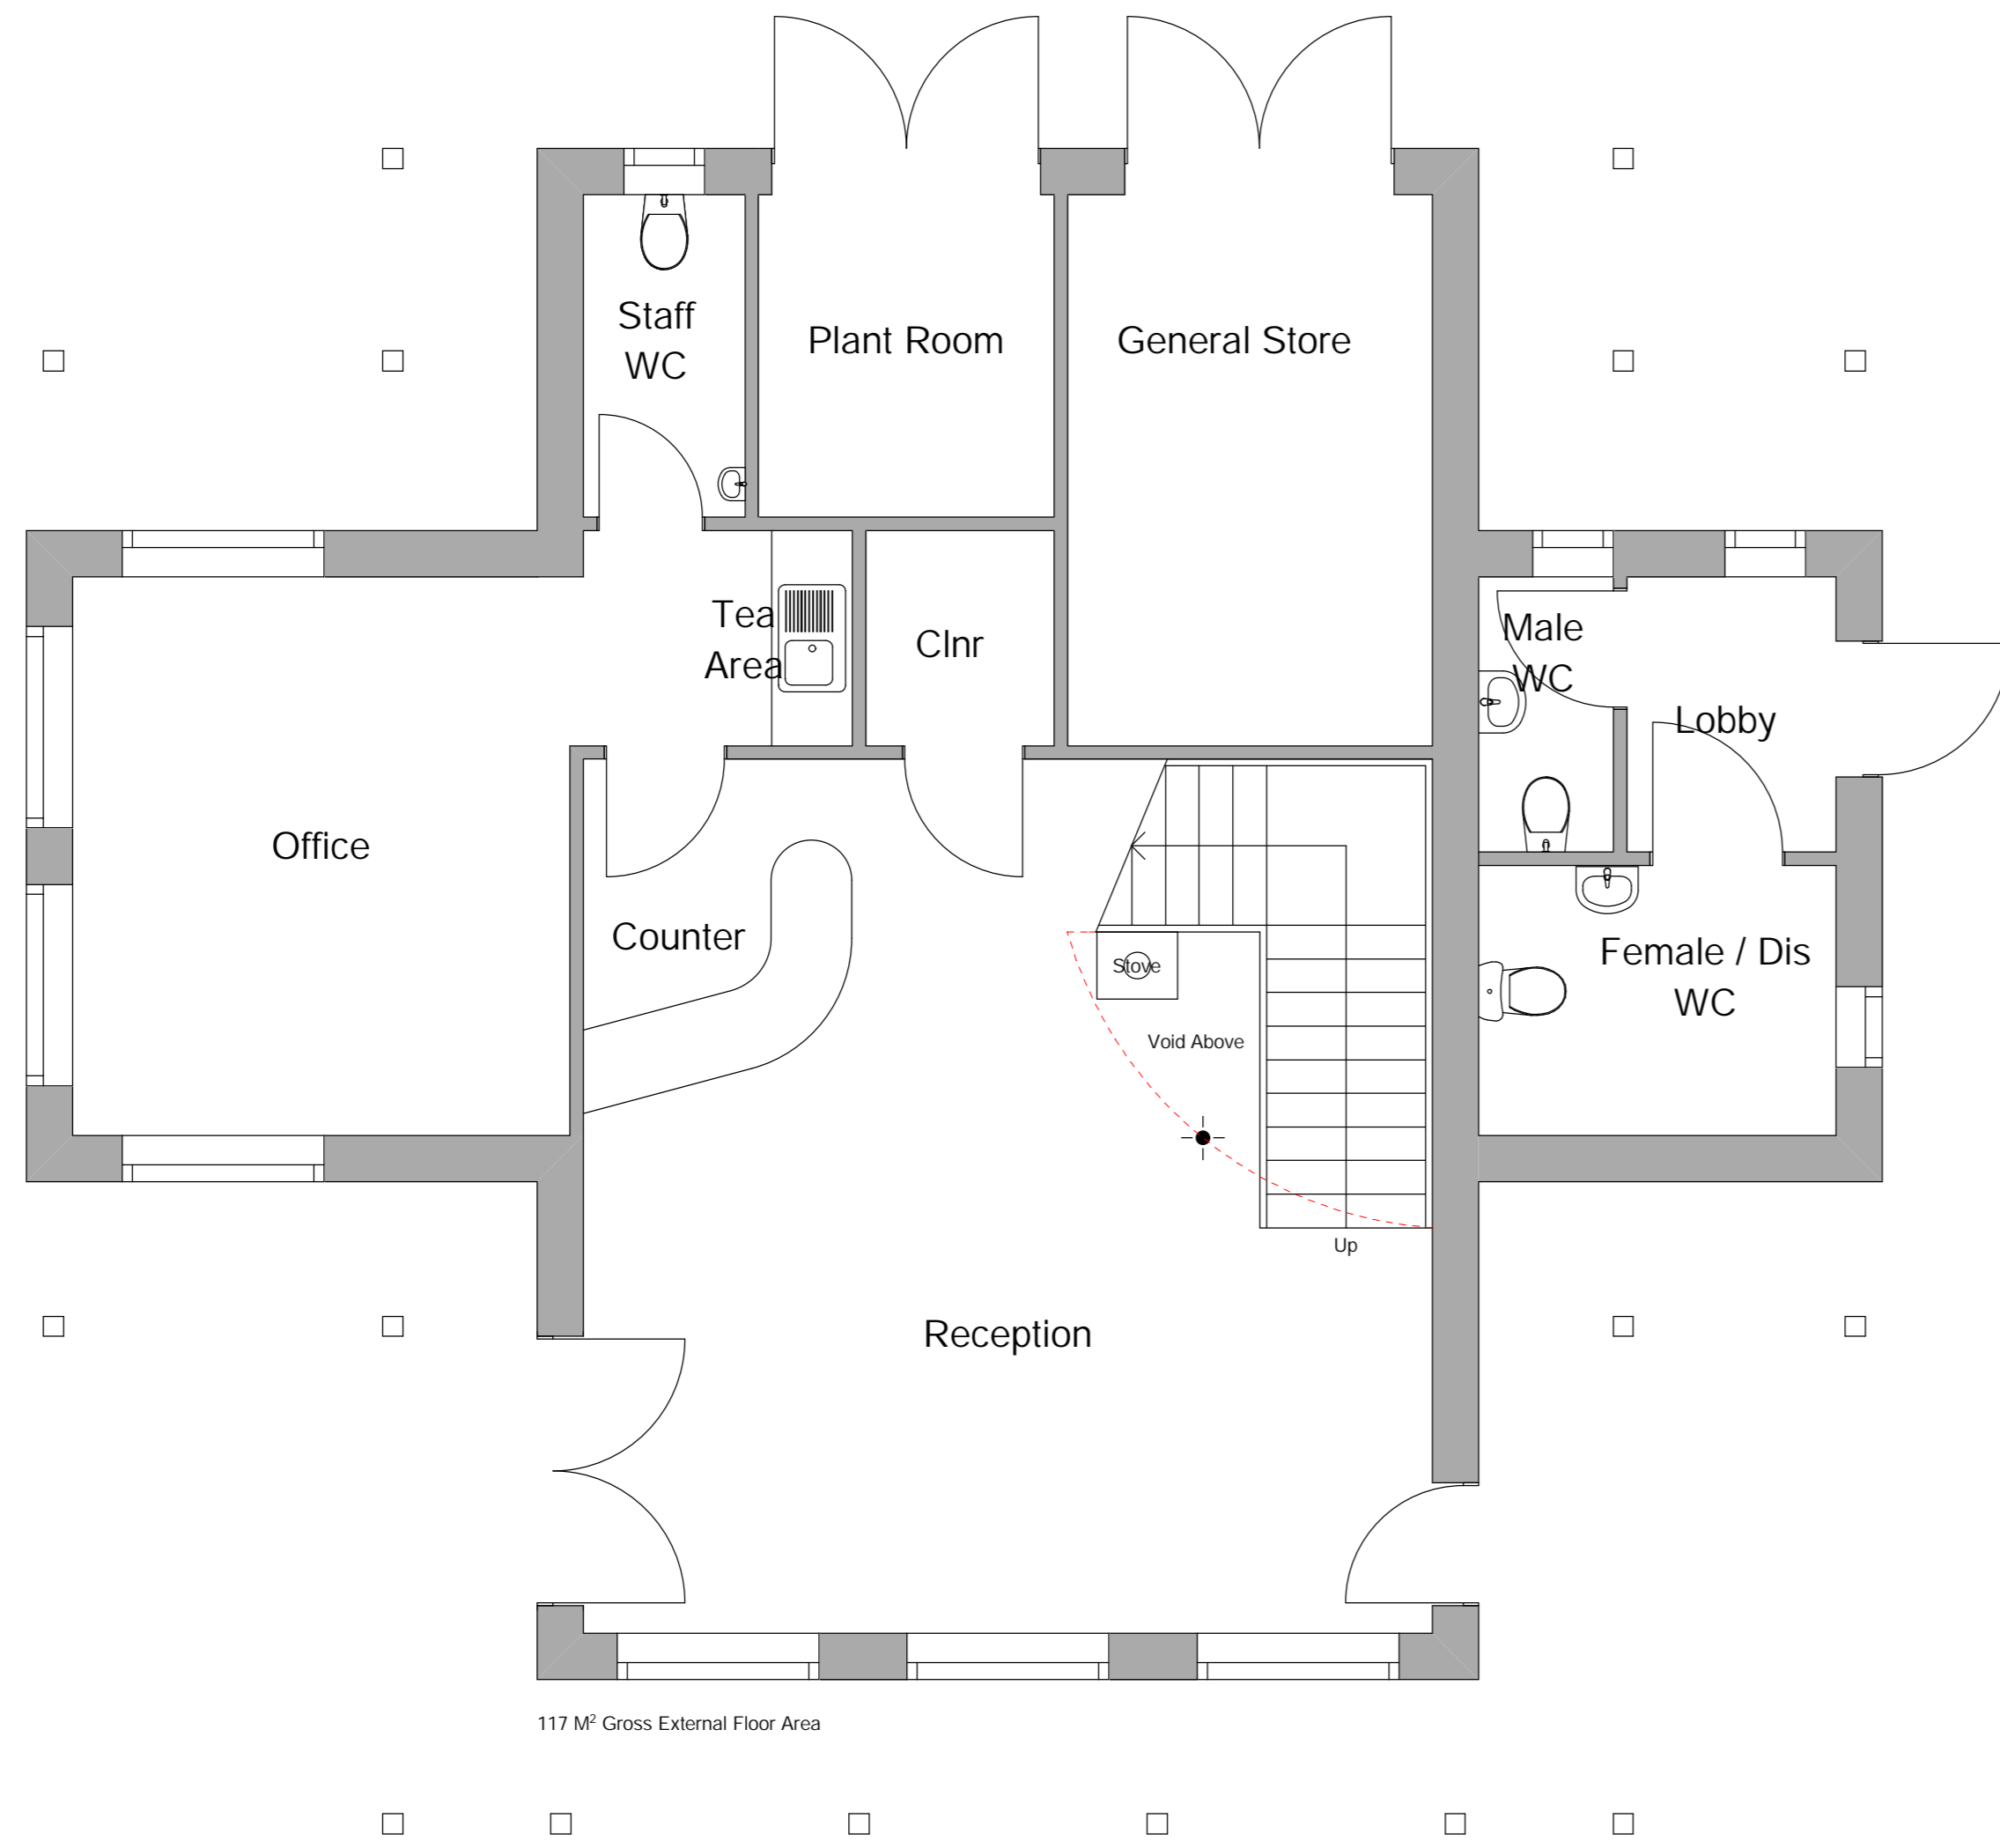 Staff
WC
Plant Room
General Store
Tea
Area
Clnr
Male
WC
Lobby
Office
Counter
Stove
Female / Dis
WC
Void Above
Up
Reception
117 M² Gross External Floor Area